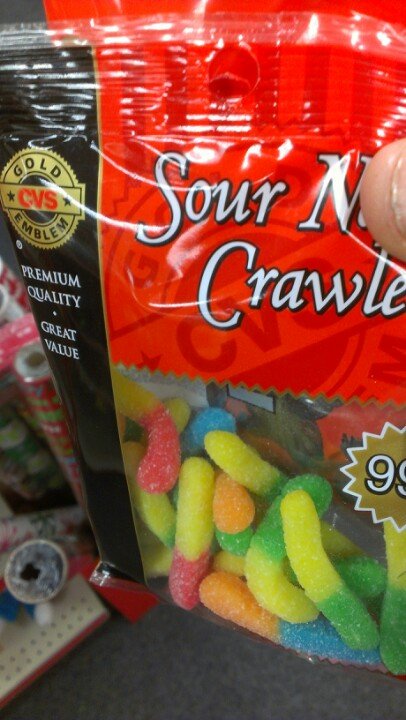 GOLD
CVS
EMBLEM
®
PREMIUM
QUALITY
•
GREAT
VALUE
Sour
Crawle
99